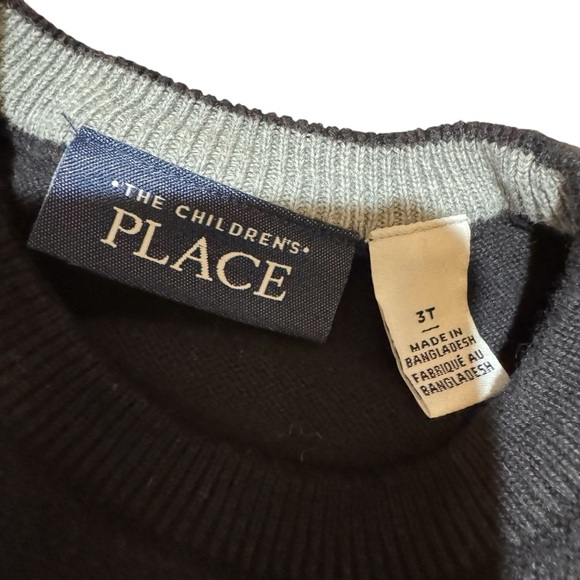 •THE CHILDREN'S•
PLACE
3T
MADE IN
BANGLADESH
FABRIQUÉ AU
BANGLADESH